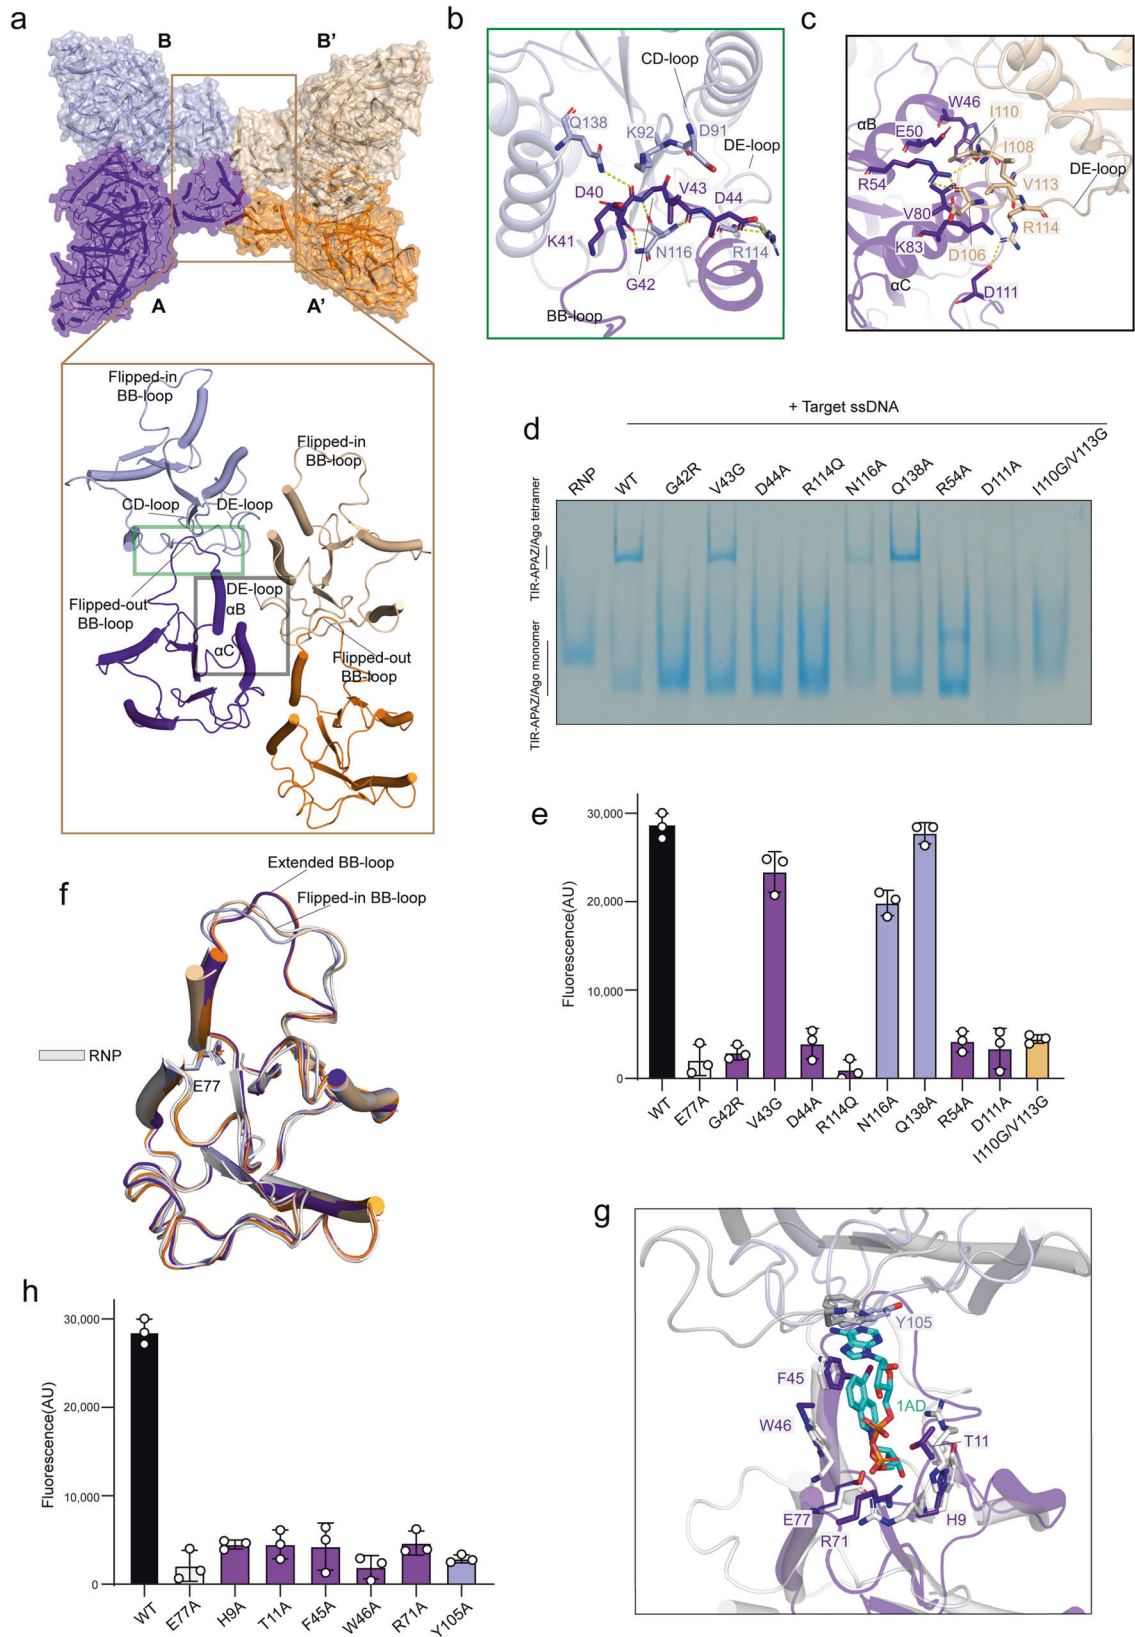 a
B
B'
A
A'
Flipped-in
BB-loop
Flipped-in
BB-loop
CD-loop
DE-loop
Flipped-out
BB-loop
DE-loop
αB
αC
Flipped-out
BB-loop
b
CD-loop
Q138
K92
D91
DE-loop
D40
V43
D44
K41
N116
R114
G42
BB-loop
c
W46
I110
αB
E50
I108
DE-loop
R54
V113
V80
R114
K83
D106
αC
D111
d
+ Target ssDNA
RNP
WT
G42R
V43G
D44A
R114Q
N116A
Q138A
R54A
D111A
I110G/V113G
TIR-APAZ/Ago tetramer
TIR-APAZ/Ago monomer
e
Fluorescence(AU)
30,000
20,000
10,000
0
WT
E77A
G42R
V43G
D44A
R114Q
N116A
Q138A
R54A
D111A
I110G/V113G
f
Extended BB-loop
Flipped-in BB-loop
RNP
E77
g
Y105
F45
1AD
W46
T11
E77
H9
R71
h
Fluorescence(AU)
30,000
20,000
10,000
0
WT
E77A
H9A
T11A
F45A
W46A
R71A
Y105A